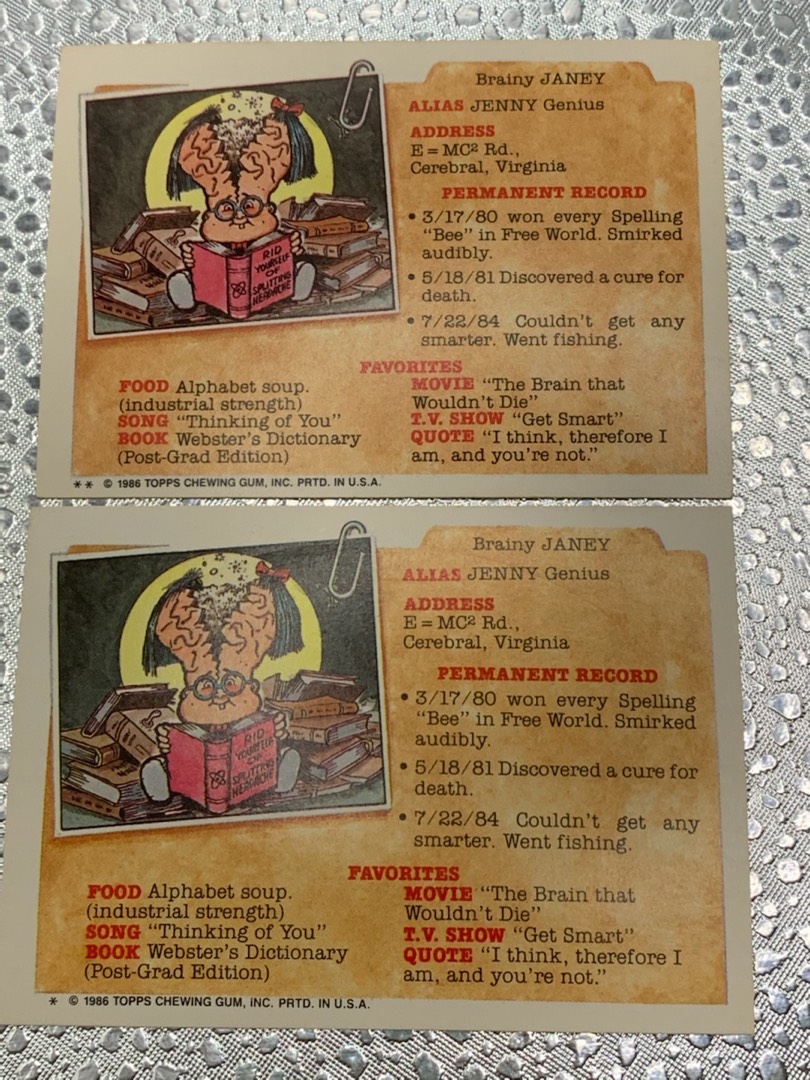 Brainy JANEY
ALIAS JENNY Genius
ADDRESS
E = MC² Rd.,
Cerebral, Virginia
PERMANENT RECORD
• 3/17/80 won every Spelling
"Bee" in Free World. Smirked
audibly.
• 5/18/81 Discovered a cure for
death.
• 7/22/84 Couldn't get any
smarter. Went fishing.
RID
YOURSELF
OF
SPLITTING
HEADACHE
FAVORITES
FOOD Alphabet soup.
(industrial strength)
SONG "Thinking of You"
BOOK Webster's Dictionary
(Post-Grad Edition)
MOVIE "The Brain that
Wouldn't Die"
T.V. SHOW "Get Smart"
QUOTE "I think, therefore I
am, and you're not."
** © 1986 TOPPS CHEWING GUM, INC. PRTD. IN U.S.A.
Brainy JANEY
ALIAS JENNY Genius
ADDRESS
E = MC² Rd.,
Cerebral, Virginia
PERMANENT RECORD
• 3/17/80 won every Spelling
"Bee" in Free World. Smirked
audibly.
• 5/18/81 Discovered a cure for
death.
• 7/22/84 Couldn't get any
smarter. Went fishing.
RID
YOURSELF
OF
SPLITTING
HEADACHE
FAVORITES
FOOD Alphabet soup.
(industrial strength)
SONG "Thinking of You"
BOOK Webster's Dictionary
(Post-Grad Edition)
MOVIE "The Brain that
Wouldn't Die"
T.V. SHOW "Get Smart"
QUOTE "I think, therefore I
am, and you're not."
* © 1986 TOPPS CHEWING GUM, INC. PRTD. IN U.S.A.